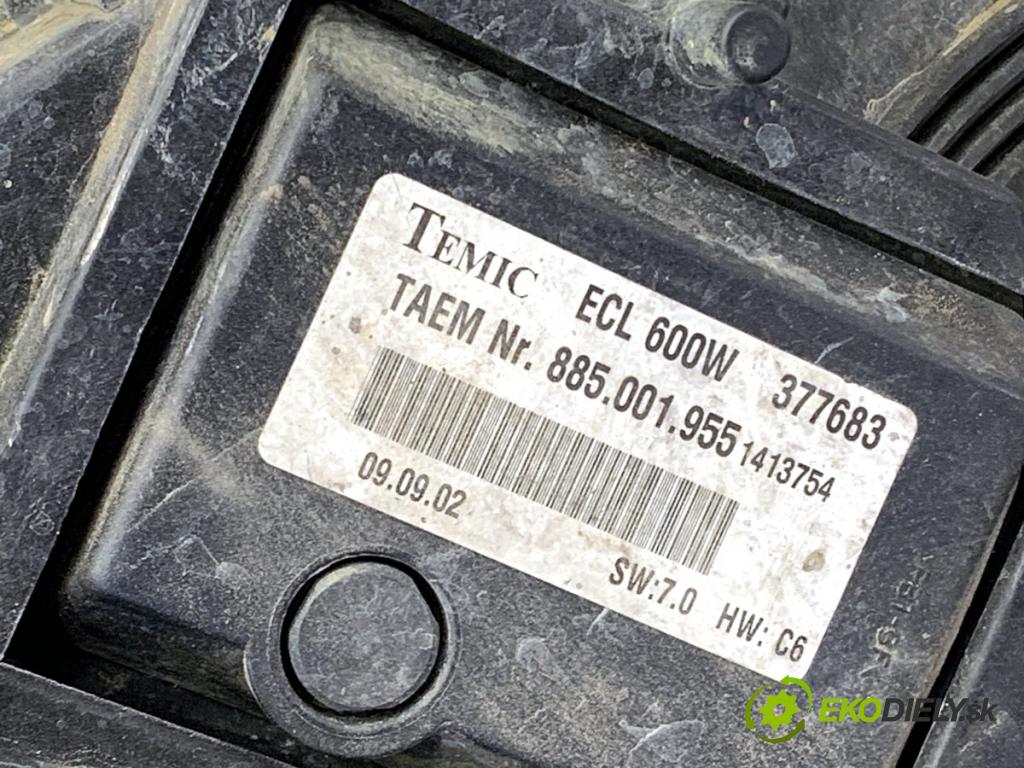 TEMIC ECL 600W 377683
TAEM Nr. 885.001.955 1413754
09.09.02
SW:7.0 HW: C6
EKODIELY.sk